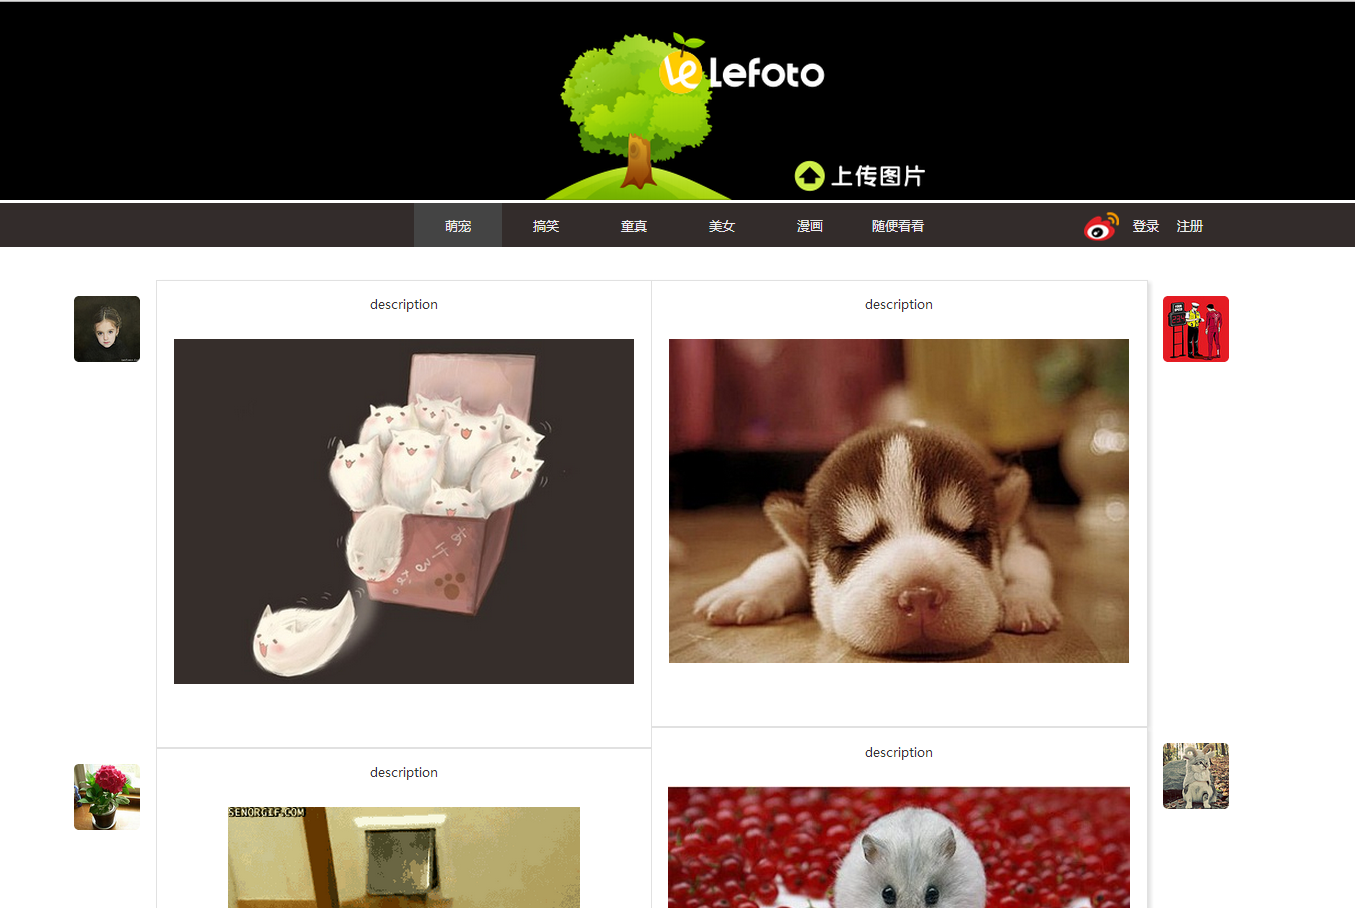 Lefoto
上传图片
萌宠 搞笑 童真 美女 漫画 随便看看 登录 注册
description
description
description
description
SENORGIF.COM